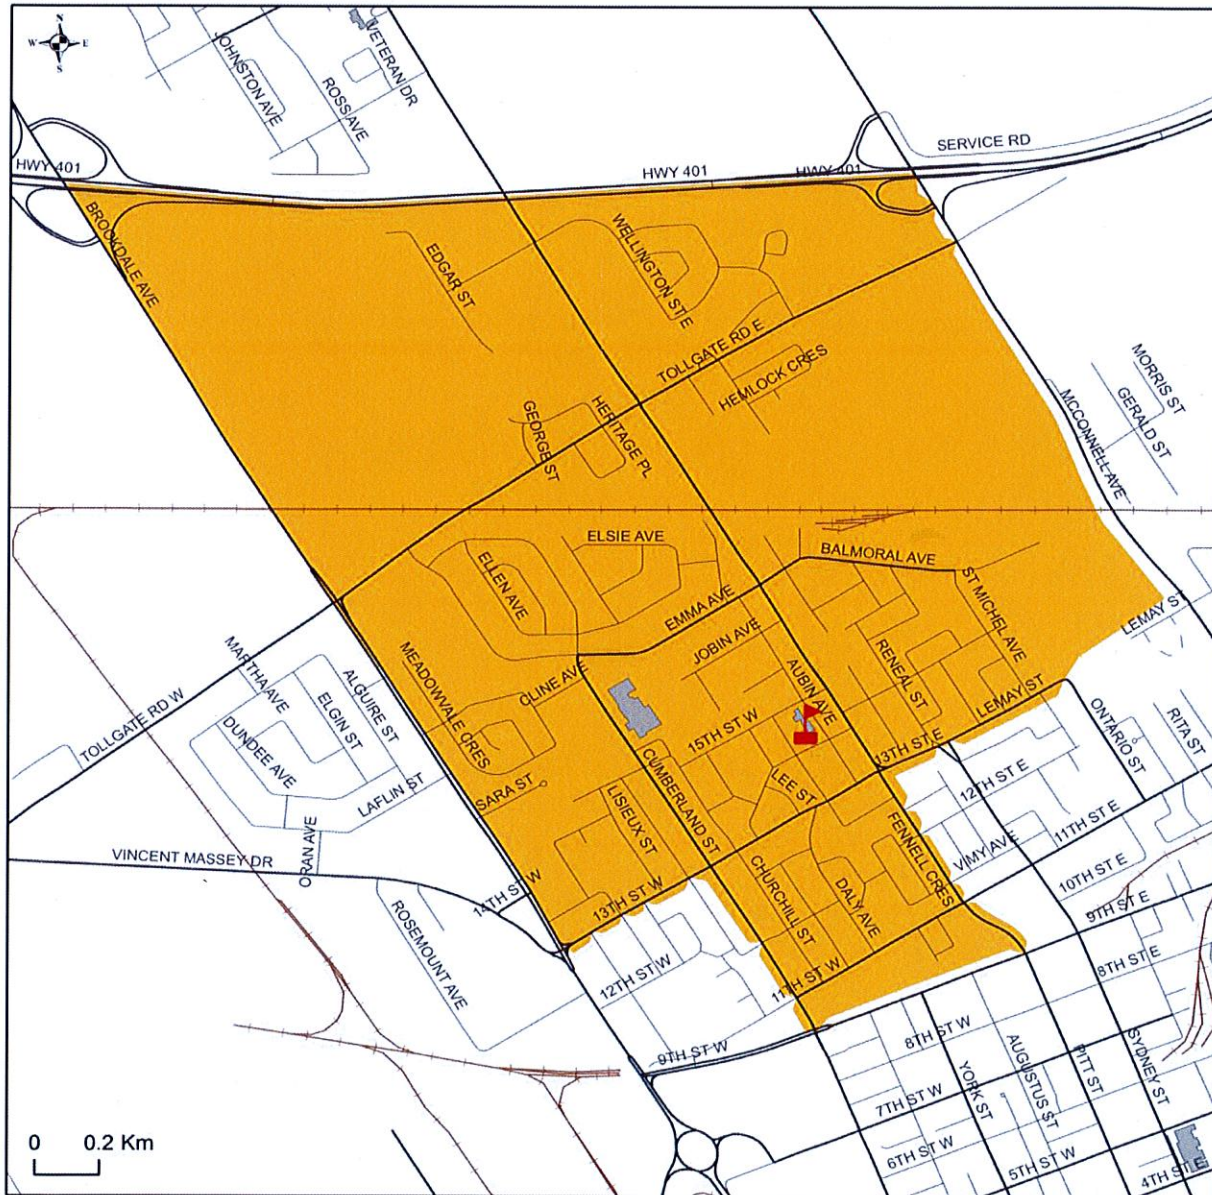 N
W E
S
JOHNSTON AVE
ROSS AVE
VETERAN DR
SERVICE RD
HWY 401
HWY 401
HWY 401
BROOKDALE AVE
EDGAR ST
WELLINGTON ST E
TOLLGATE RD E
HEMLOCK CRES
MORRIS ST
GERALD ST
MCCONNELL AVE
GEORGE ST
HERITAGE PL
ELSIE AVE
ELLEN AVE
BALMORAL AVE
EMMA AVE
ST MICHEL AVE
LEMAY ST
JOBIN AVE
RENEAL ST
MARTHA AVE
ALGUIRE ST
ELGIN ST
MEADOWVALE CRES
CLINE AVE
AUBIN AVE
LEMAY ST
TOLLGATE RD W
DUNDEE AVE
15TH ST W
13TH ST E
ONTARIO ST
RITA ST
CUMBERLAND ST
LEE ST
12TH ST E
LAFLIN ST
SARA ST
LISIEUX ST
FENNELL CRES
11TH ST E
VIMY AVE
ORAN AVE
VINCENT MASSEY DR
14TH ST W
13TH ST W
CHURCHILL ST
DALY AVE
10TH ST E
9TH ST E
ROSEMOUNT AVE
12TH ST W
11TH ST W
8TH ST E
9TH ST W
8TH ST W
AUGUSTUS ST
PITT ST
SYDNEY ST
YORK ST
7TH ST W
6TH ST W
5TH ST W
4TH ST E
0 0.2 Km